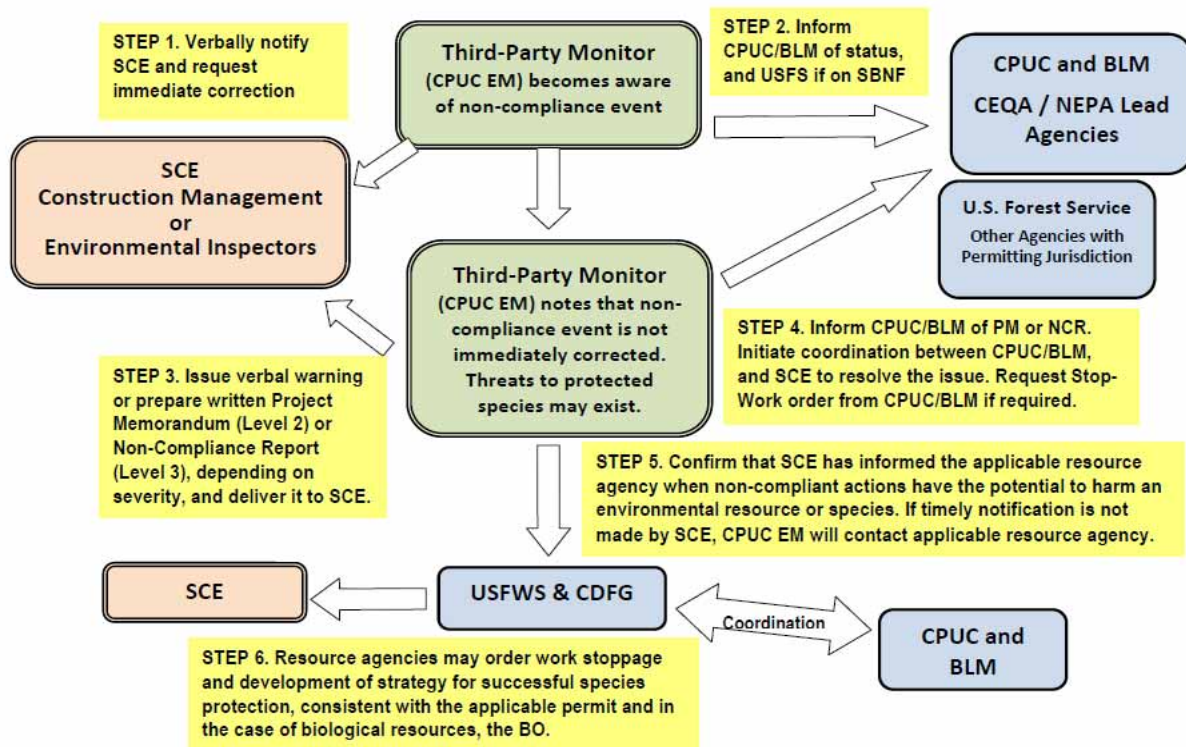 STEP 1. Verbally notify
SCE and request
immediate correction
Third-Party Monitor
(CPUC EM) becomes aware
of non-compliance event
STEP 2. Inform
CPUC/BLM of status,
and USFS if on SBNF
CPUC and BLM
CEQA / NEPA Lead
Agencies
SCE
Construction Management
or
Environmental Inspectors
U.S. Forest Service
Other Agencies with
Permitting Jurisdiction
Third-Party Monitor
(CPUC EM) notes that non-
compliance event is not
immediately corrected.
Threats to protected
species may exist.
STEP 3. Issue verbal warning
or prepare written Project
Memorandum (Level 2) or
Non-Compliance Report
(Level 3), depending on
severity, and deliver it to SCE.
STEP 4. Inform CPUC/BLM of PM or NCR.
Initiate coordination between CPUC/BLM,
and SCE to resolve the issue. Request Stop-
Work order from CPUC/BLM if required.
STEP 5. Confirm that SCE has informed the applicable resource
agency when non-compliant actions have the potential to harm an
environmental resource or species. If timely notification is not
made by SCE, CPUC EM will contact applicable resource agency.
SCE
USFWS & CDFG
Coordination
CPUC and
BLM
STEP 6. Resource agencies may order work stoppage
and development of strategy for successful species
protection, consistent with the applicable permit and in
the case of biological resources, the BO.